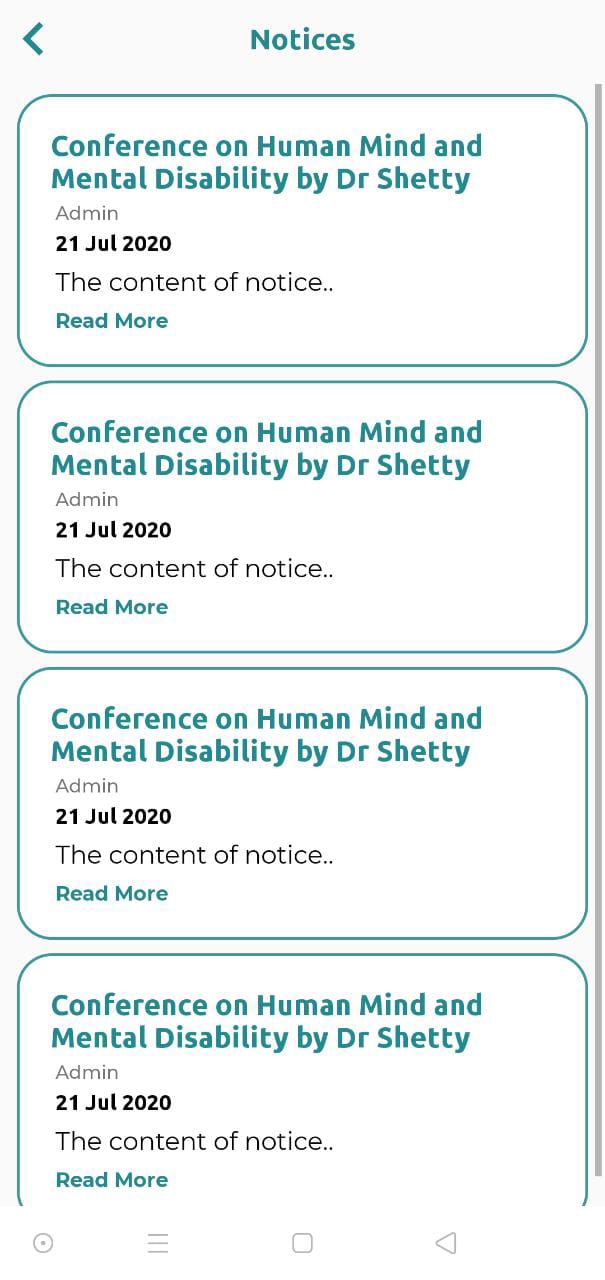 Notices
Conference on Human Mind and
Mental Disability by Dr Shetty
Admin
21 Jul 2020
The content of notice..
Read More
Conference on Human Mind and
Mental Disability by Dr Shetty
Admin
21 Jul 2020
The content of notice..
Read More
Conference on Human Mind and
Mental Disability by Dr Shetty
Admin
21 Jul 2020
The content of notice..
Read More
Conference on Human Mind and
Mental Disability by Dr Shetty
Admin
21 Jul 2020
The content of notice..
Read More